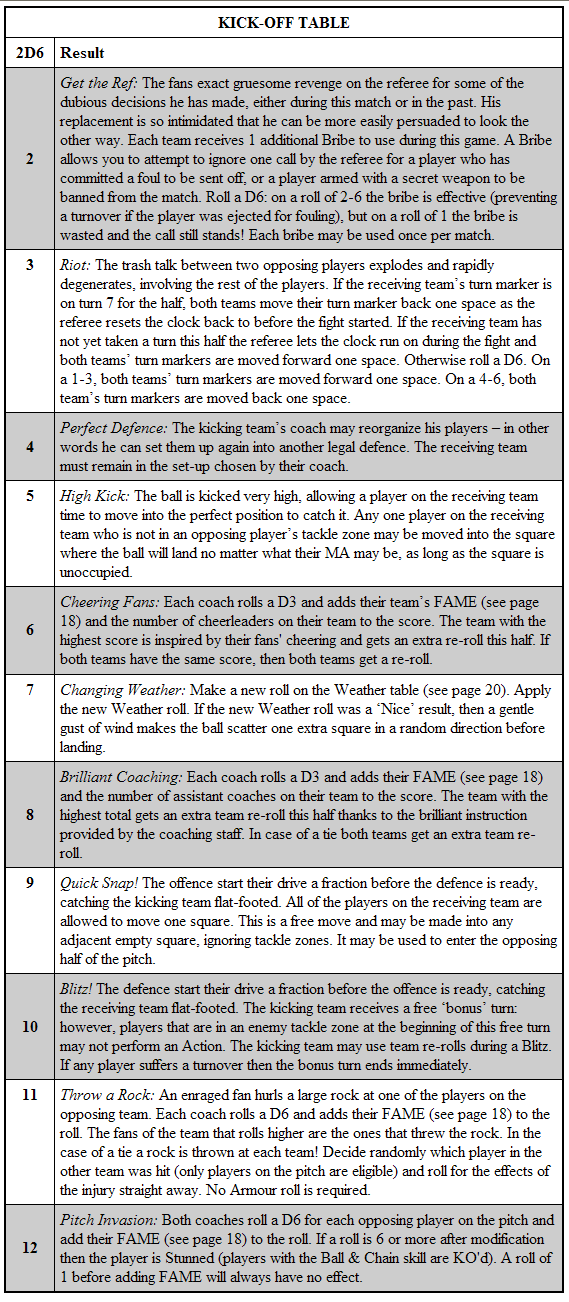 KICK-OFF TABLE
2D6 Result
2
Get the Ref: The fans exact gruesome revenge on the referee for some of the
dubious decisions he has made, either during this match or in the past. His
replacement is so intimidated that he can be more easily persuaded to look the
other way. Each team receives 1 additional Bribe to use during this game. A Bribe
allows you to attempt to ignore one call by the referee for a player who has
committed a foul to be sent off, or a player armed with a secret weapon to be
banned from the match. Roll a D6: on a roll of 2-6 the bribe is effective (preventing
a turnover if the player was ejected for fouling), but on a roll of 1 the bribe is
wasted and the call still stands! Each bribe may be used once per match.
3
Riot: The trash talk between two opposing players explodes and rapidly
degenerates, involving the rest of the players. If the receiving team’s turn marker is
on turn 7 for the half, both teams move their turn marker back one space as the
referee resets the clock back to before the fight started. If the receiving team has
not yet taken a turn this half the referee lets the clock run on during the fight and
both teams’ turn markers are moved forward one space. Otherwise roll a D6. On
a 1-3, both teams’ turn markers are moved forward one space. On a 4-6, both
team’s turn markers are moved back one space.
4
Perfect Defence: The kicking team’s coach may reorganize his players – in other
words he can set them up again into another legal defence. The receiving team
must remain in the set-up chosen by their coach.
5
High Kick: The ball is kicked very high, allowing a player on the receiving team
time to move into the perfect position to catch it. Any one player on the receiving
team who is not in an opposing player’s tackle zone may be moved into the square
where the ball will land no matter what their MA may be, as long as the square is
unoccupied.
6
Cheering Fans: Each coach rolls a D3 and adds their team’s FAME (see page
18) and the number of cheerleaders on their team to the score. The team with the
highest score is inspired by their fans' cheering and gets an extra re-roll this half. If
both teams have the same score, then both teams get a re-roll.
7
Changing Weather: Make a new roll on the Weather table (see page 20). Apply
the new Weather roll. If the new Weather roll was a ‘Nice’ result, then a gentle
gust of wind makes the ball scatter one extra square in a random direction before
landing.
8
Brilliant Coaching: Each coach rolls a D3 and adds their FAME (see page 18)
and the number of assistant coaches on their team to the score. The team with the
highest total gets an extra team re-roll this half thanks to the brilliant instruction
provided by the coaching staff. In case of a tie both teams get an extra team re-
roll.
9
Quick Snap! The offence start their drive a fraction before the defence is ready,
catching the kicking team flat-footed. All of the players on the receiving team are
allowed to move one square. This is a free move and may be made into any
adjacent empty square, ignoring tackle zones. It may be used to enter the opposing
half of the pitch.
10
Blitz! The defence start their drive a fraction before the offence is ready, catching
the receiving team flat-footed. The kicking team receives a free ‘bonus’ turn:
however, players that are in an enemy tackle zone at the beginning of this free turn
may not perform an Action. The kicking team may use team re-rolls during a Blitz.
If any player suffers a turnover then the bonus turn ends immediately.
11
Throw a Rock: An enraged fan hurls a large rock at one of the players on the
opposing team. Each coach rolls a D6 and adds their FAME (see page 18) to the
roll. The fans of the team that rolls higher are the ones that threw the rock. In the
case of a tie a rock is thrown at each team! Decide randomly which player in the
other team was hit (only players on the pitch are eligible) and roll for the effects of
the injury straight away. No Armour roll is required.
12
Pitch Invasion: Both coaches roll a D6 for each opposing player on the pitch and
add their FAME (see page 18) to the roll. If a roll is 6 or more after modification
then the player is Stunned (players with the Ball & Chain skill are KO'd). A roll of
1 before adding FAME will always have no effect.